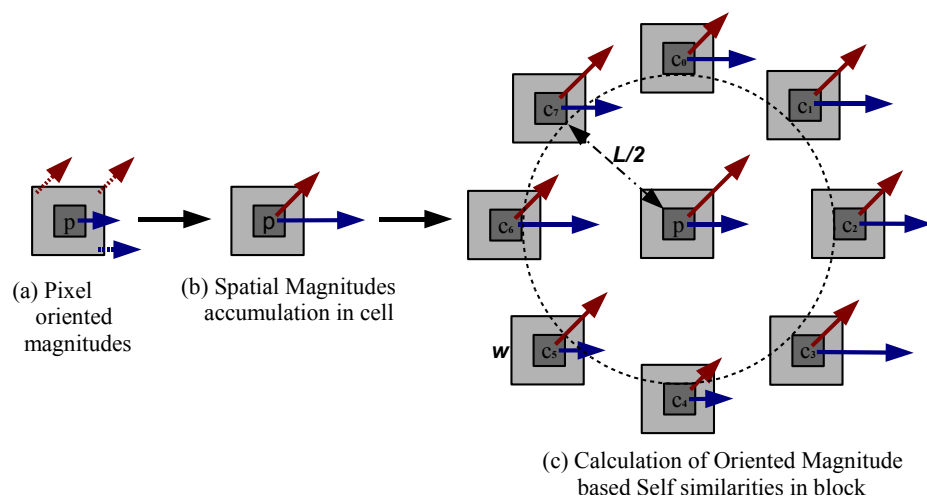 c₀
c₇
c₁
L/2
p
p
c₆
p
c₂
(a) Pixel
oriented
magnitudes
(b) Spatial Magnitudes
accumulation in cell
w
c₅
c₃
c₄
(c) Calculation of Oriented Magnitude
based Self similarities in block